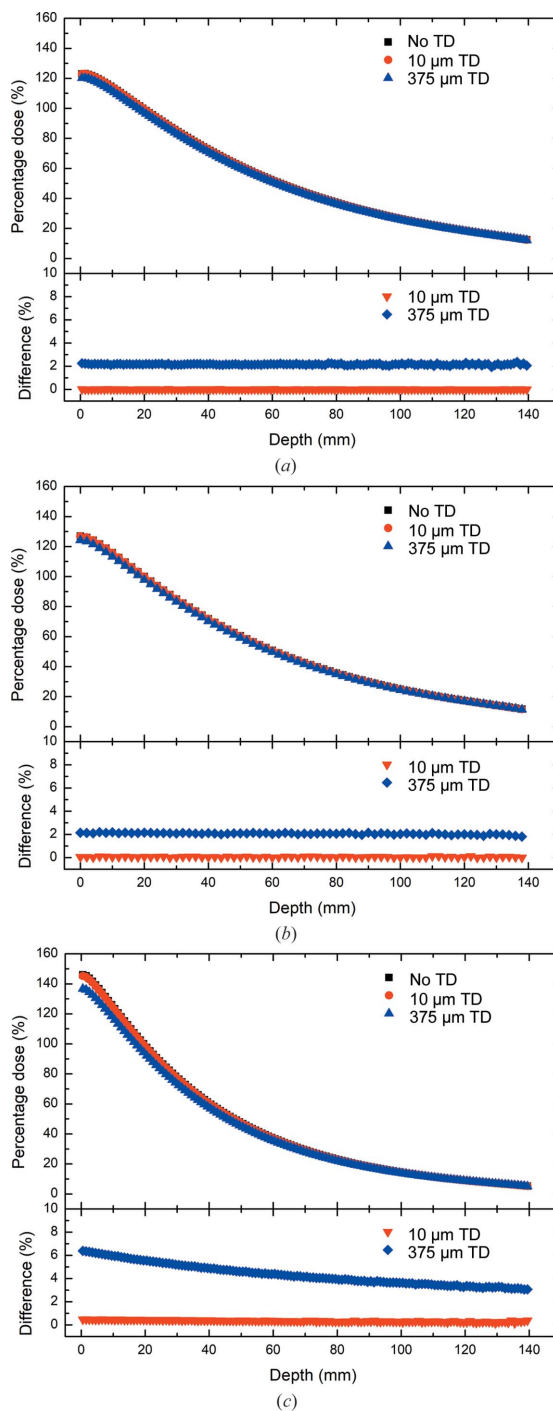 160
140
120
100
80
60
40
20
0
Percentage dose (%)
No TD
10 µm TD
375 µm TD
10
8
6
4
2
0
Difference (%)
10 µm TD
375 µm TD
0 20 40 60 80 100 120 140
Depth (mm)
(a)
160
140
120
100
80
60
40
20
0
Percentage dose (%)
No TD
10 µm TD
375 µm TD
10
8
6
4
2
0
Difference (%)
10 µm TD
375 µm TD
0 20 40 60 80 100 120 140
Depth (mm)
(b)
160
140
120
100
80
60
40
20
0
Percentage dose (%)
No TD
10 µm TD
375 µm TD
10
8
6
4
2
0
Difference (%)
10 µm TD
375 µm TD
0 20 40 60 80 100 120 140
Depth (mm)
(c)